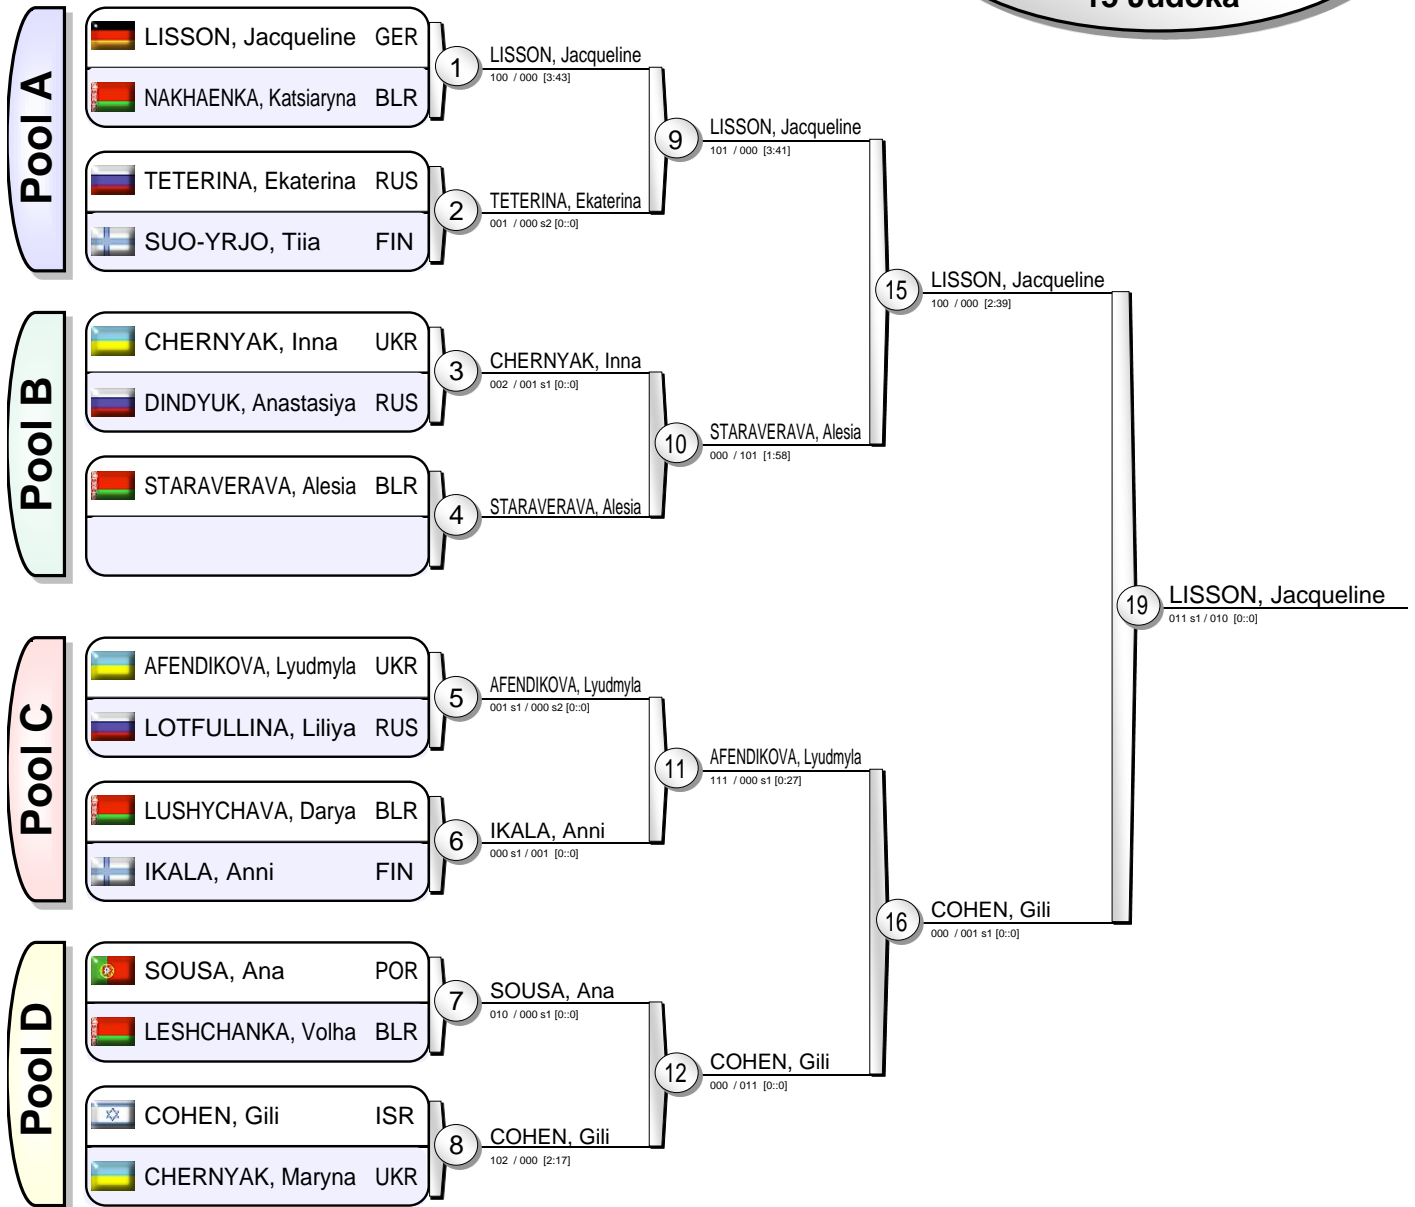 15 Judoka
Pool A
LISSON, Jacqueline GER
NAKHAENKA, Katsiaryna BLR
TETERINA, Ekaterina RUS
SUO-YRJO, Tiia FIN
Pool B
CHERNYAK, Inna UKR
DINDYUK, Anastasiya RUS
STARAVERAVA, Alesia BLR
Pool C
AFENDIKOVA, Lyudmyla UKR
LOTFULLINA, Liliya RUS
LUSHYCHAVA, Darya BLR
IKALA, Anni FIN
Pool D
SOUSA, Ana POR
LESHCHANKA, Volha BLR
COHEN, Gili ISR
CHERNYAK, Maryna UKR
1
LISSON, Jacqueline
100 / 000 [3:43]
2
TETERINA, Ekaterina
001 / 000 s2 [0::0]
3
CHERNYAK, Inna
002 / 001 s1 [0::0]
4
STARAVERAVA, Alesia
5
AFENDIKOVA, Lyudmyla
001 s1 / 000 s2 [0::0]
6
IKALA, Anni
000 s1 / 001 [0::0]
7
SOUSA, Ana
010 / 000 s1 [0::0]
8
COHEN, Gili
102 / 000 [2:17]
9
LISSON, Jacqueline
101 / 000 [3:41]
10
STARAVERAVA, Alesia
000 / 101 [1:58]
11
AFENDIKOVA, Lyudmyla
111 / 000 s1 [0:27]
12
COHEN, Gili
000 / 011 [0::0]
15
LISSON, Jacqueline
100 / 000 [2:39]
16
COHEN, Gili
000 / 001 s1 [0::0]
19
LISSON, Jacqueline
011 s1 / 010 [0::0]